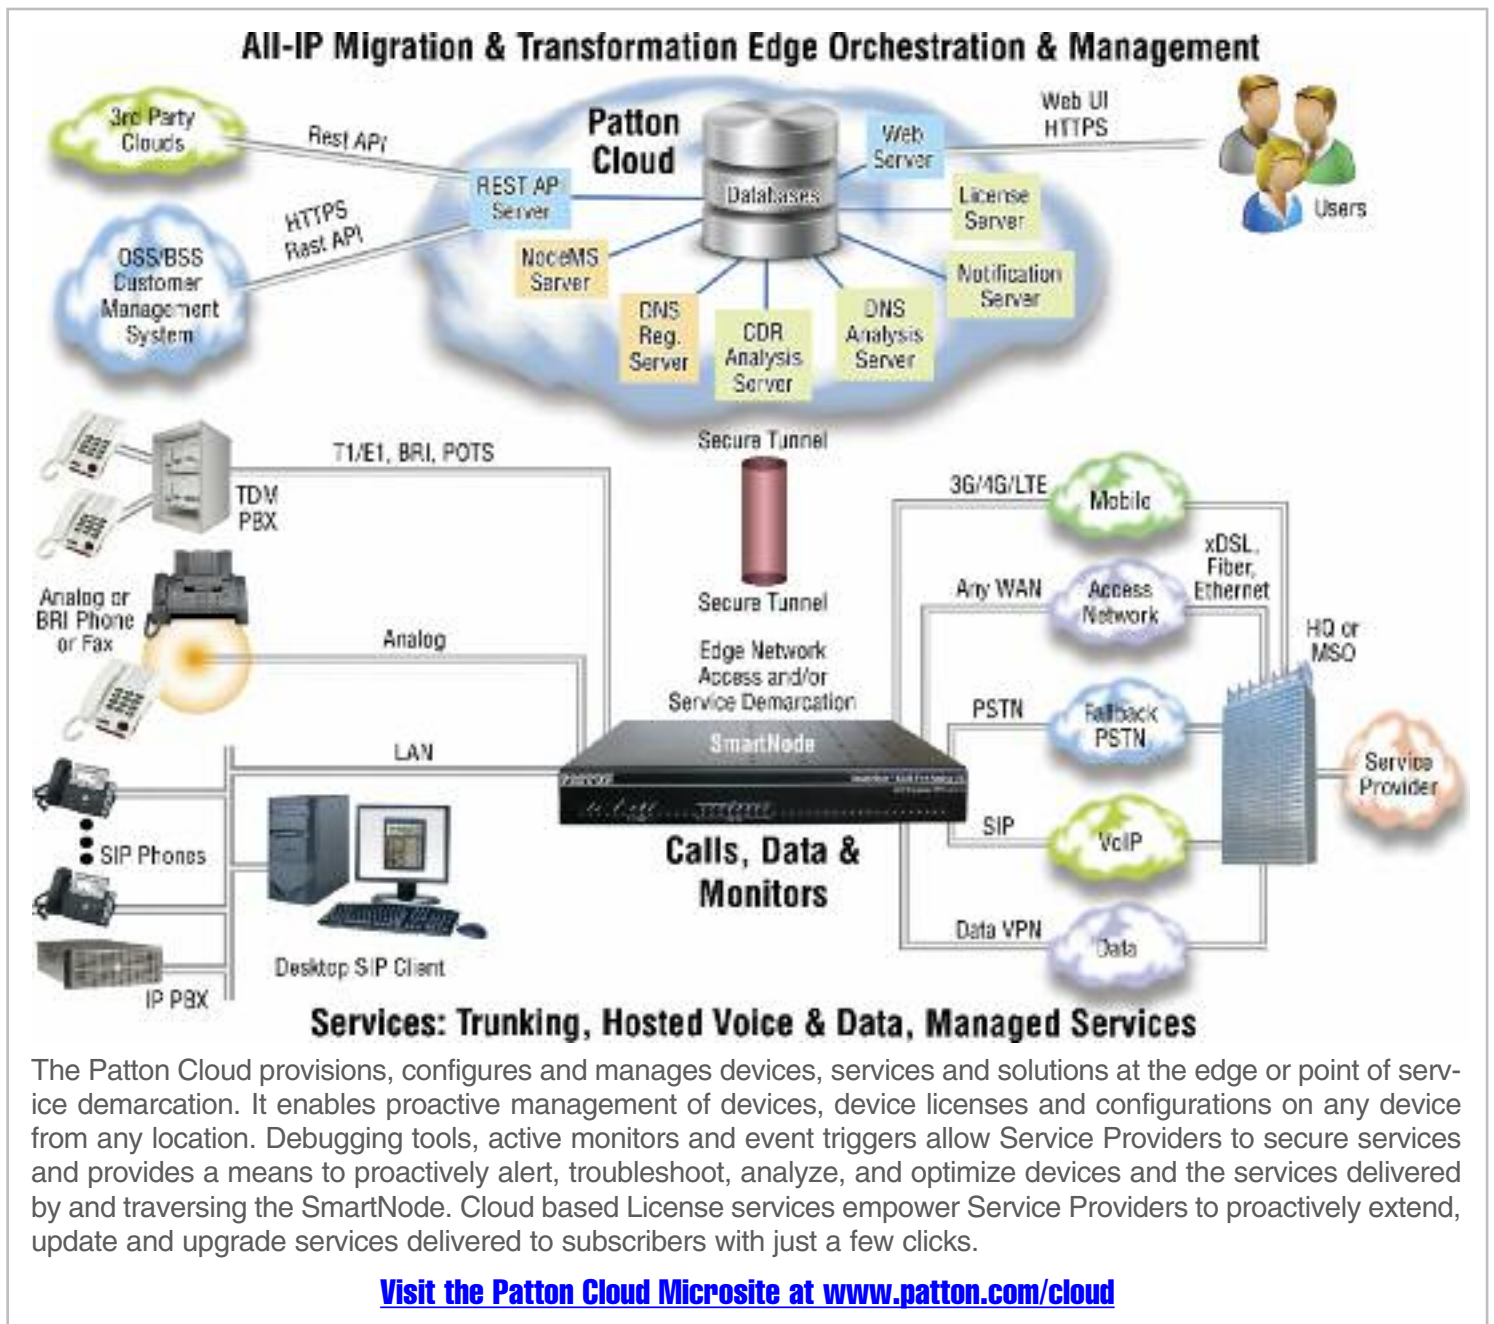 All-IP Migration & Transformation Edge Orchestration & Management
3rd Party
Clouds
Rest API
Patton
Cloud
Databases
Web
Server
Web UI
HTTPS
Users
REST API
Server
HTTPS
Rest API
OSS/BSS
Customer
Management
System
License
Server
NodeMS
Server
Notification
Server
DNS
Reg.
Server
CDR
Analysis
Server
DNS
Analysis
Server
T1/E1, BRI, POTS
TDM
PBX
Secure Tunnel
Secure Tunnel
3G/4G/LTE
Mobile
xDSL,
Fiber,
Ethernet
Any WAN
Access
Network
Analog or
BRI Phone
or Fax
Analog
Edge Network
Access and/or
Service Demarcation
HQ or
MSO
PSTN
Fallback
PSTN
SmartNode
LAN
Service
Provider
SIP Phones
SIP
VoIP
Calls, Data &
Monitors
Data VPN
Data
Desktop SIP Client
IP PBX
Services: Trunking, Hosted Voice & Data, Managed Services
The Patton Cloud provisions, configures and manages devices, services and solutions at the edge or point of serv-
ice demarcation. It enables proactive management of devices, device licenses and configurations on any device
from any location. Debugging tools, active monitors and event triggers allow Service Providers to secure services
and provides a means to proactively alert, troubleshoot, analyze, and optimize devices and the services delivered
by and traversing the SmartNode. Cloud based License services empower Service Providers to proactively extend,
update and upgrade services delivered to subscribers with just a few clicks.
Visit the Patton Cloud Microsite at www.patton.com/cloud